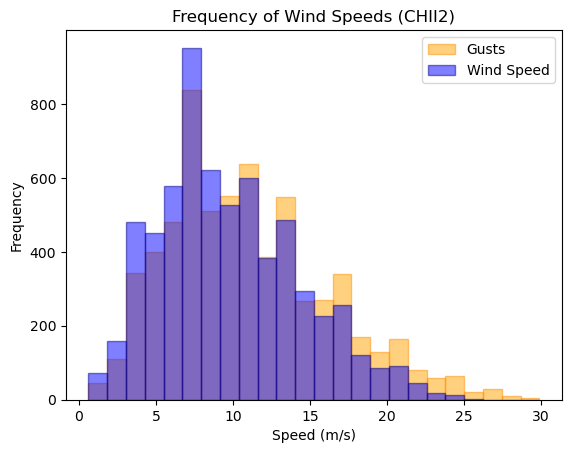 Frequency of Wind Speeds (CHII2)
Gusts
Wind Speed
Frequency
800
600
400
200
0
0 5 10 15 20 25 30
Speed (m/s)